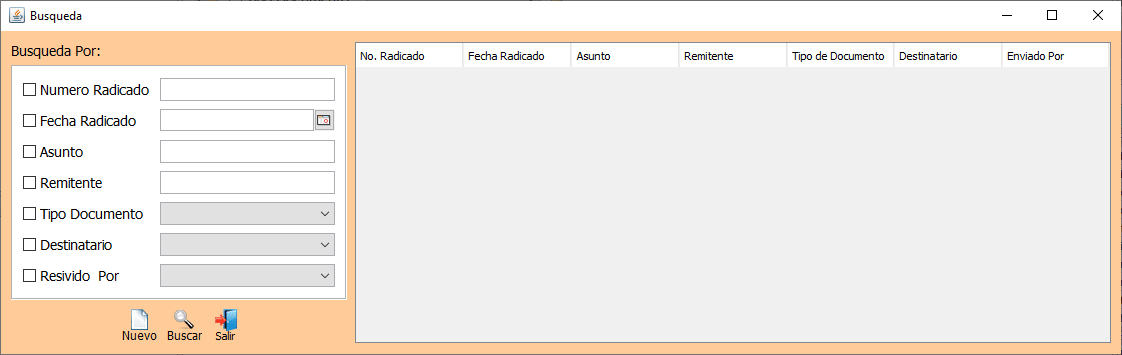 Busqueda
Busqueda Por:
Numero Radicado
Fecha Radicado
Asunto
Remitente
Tipo Documento
Destinatario
Resivido Por
Nuevo Buscar Salir
No. Radicado Fecha Radicado Asunto Remitente Tipo de Documento Destinatario Enviado Por